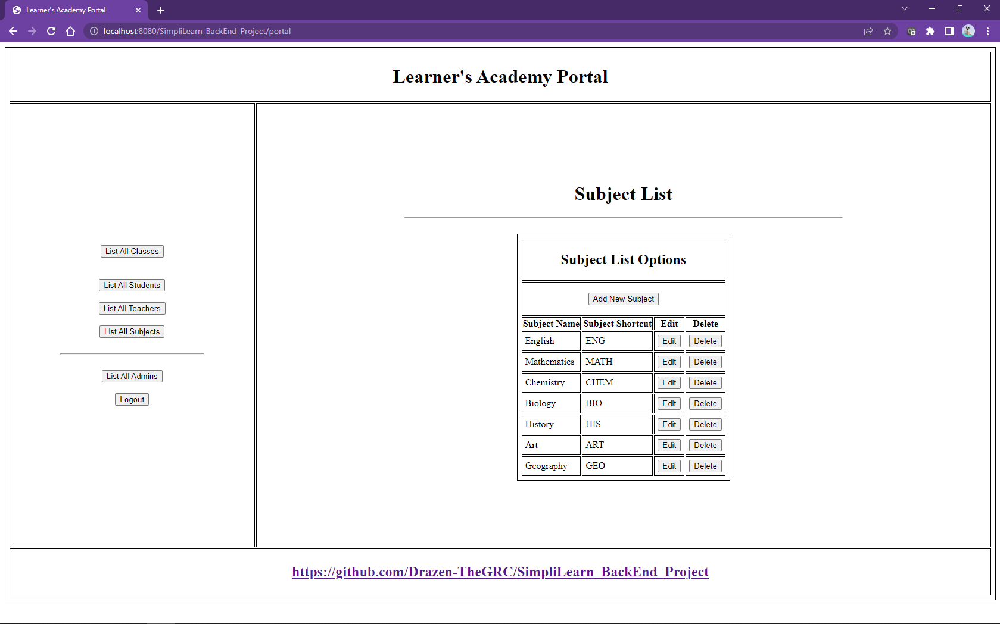 Learner's Academy Portal
localhost:8080/SimpliLearn_BackEnd_Project/portal
Learner's Academy Portal
List All Classes
List All Students
List All Teachers
List All Subjects
List All Admins
Logout
Subject List
Subject List Options
Add New Subject
Subject Name Subject Shortcut Edit Delete
English ENG Edit Delete
Mathematics MATH Edit Delete
Chemistry CHEM Edit Delete
Biology BIO Edit Delete
History HIS Edit Delete
Art ART Edit Delete
Geography GEO Edit Delete
https://github.com/Drazen-TheGRC/SimpliLearn_BackEnd_Project